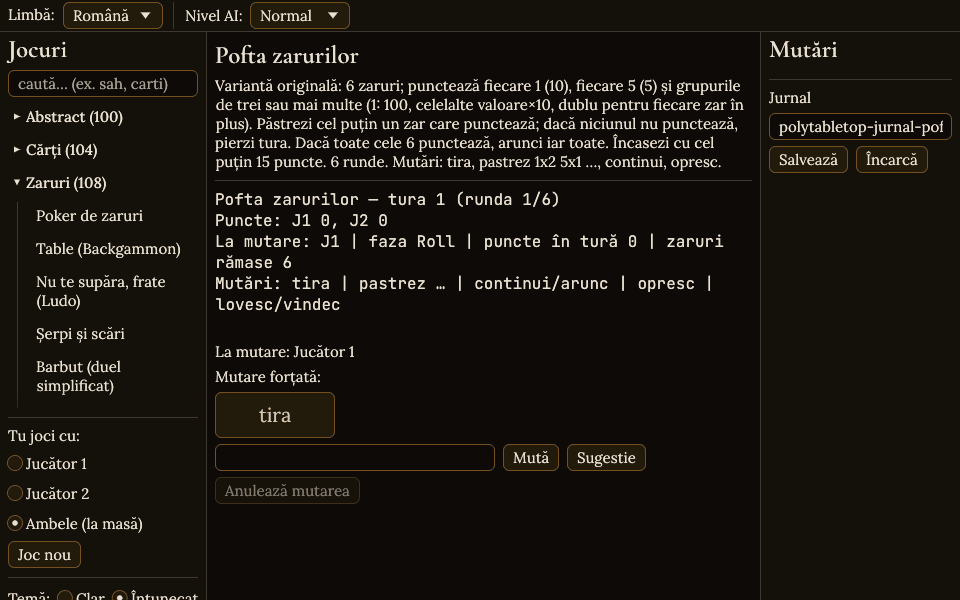 Limbă: Română Nivel AI: Normal
Jocuri
caută... (ex. sah, carti)
Abstract (100)
Cărți (104)
Zaruri (108)
Poker de zaruri
Table (Backgammon)
Nu te supăra, frate
(Ludo)
Șerpi și scări
Barbut (duel
simplificat)
Tu joci cu:
Jucător 1
Jucător 2
Ambele (la masă)
Joc nou
Temă: Clar Întunecat
Pofta zarurilor
Variantă originală: 6 zaruri; punctează fiecare 1 (10), fiecare 5 (5) și grupurile
de trei sau mai multe (1: 100, celelalte valoare×10, dublu pentru fiecare zar în
plus). Păstrezi cel puțin un zar care punctează; dacă niciunul nu punctează,
pierzi tura. Dacă toate cele 6 punctează, arunci iar toate. Încasezi cu cel
puțin 15 puncte. 6 runde. Mutări: tira, pastrez 1x2 5x1 ..., continui, opresc.
Pofta zarurilor — tura 1 (runda 1/6)
Puncte: J1 0, J2 0
La mutare: J1 | faza Roll | puncte în tură 0 | zaruri
rămase 6
Mutări: tira | pastrez … | continui/arunc | opresc |
lovesc/vindec
La mutare: Jucător 1
Mutare forțată:
tira
Mută Sugestie
Anulează mutarea
Mutări
Jurnal
polytabletop-jurnal-pof
Salvează Încarcă